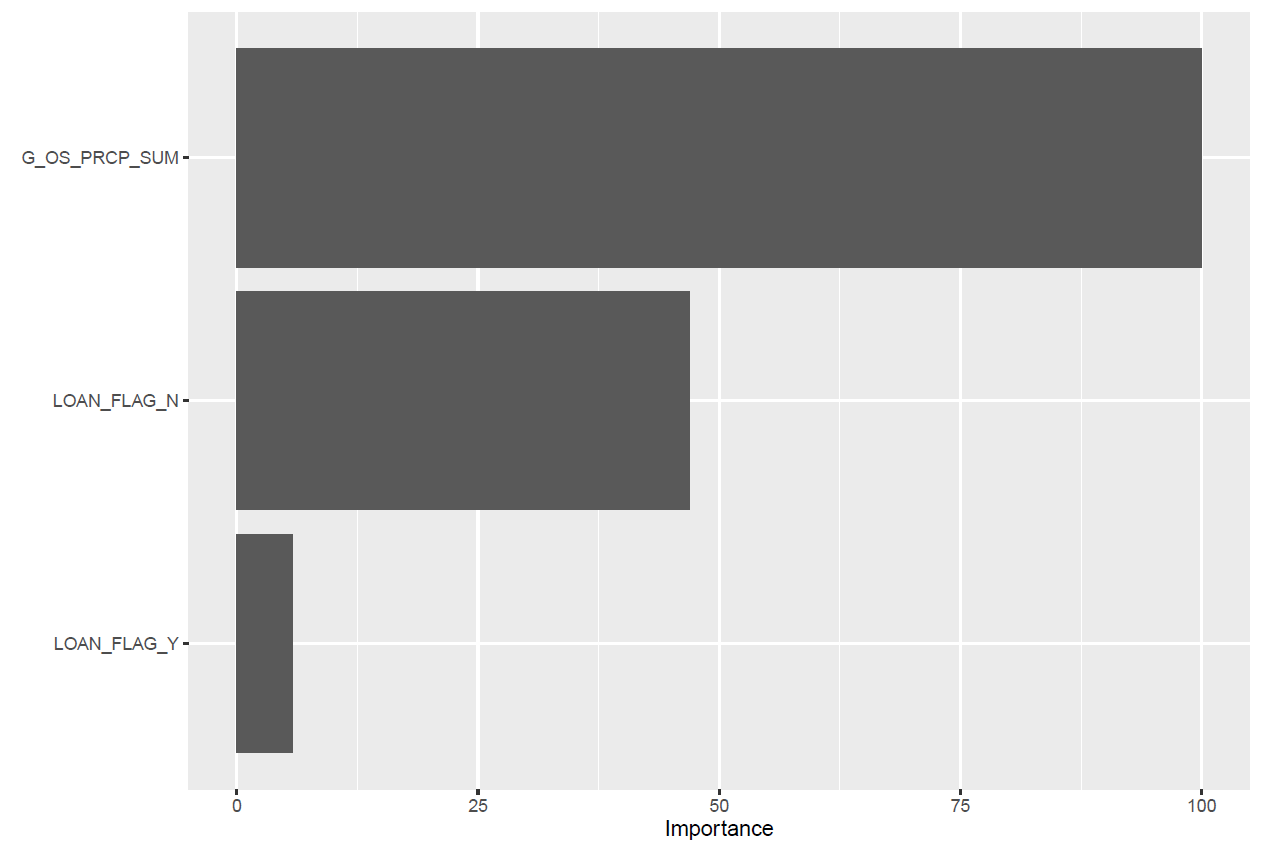 G_OS_PRCP_SUM
LOAN_FLAG_N
LOAN_FLAG_Y
0 25 50 75 100
Importance